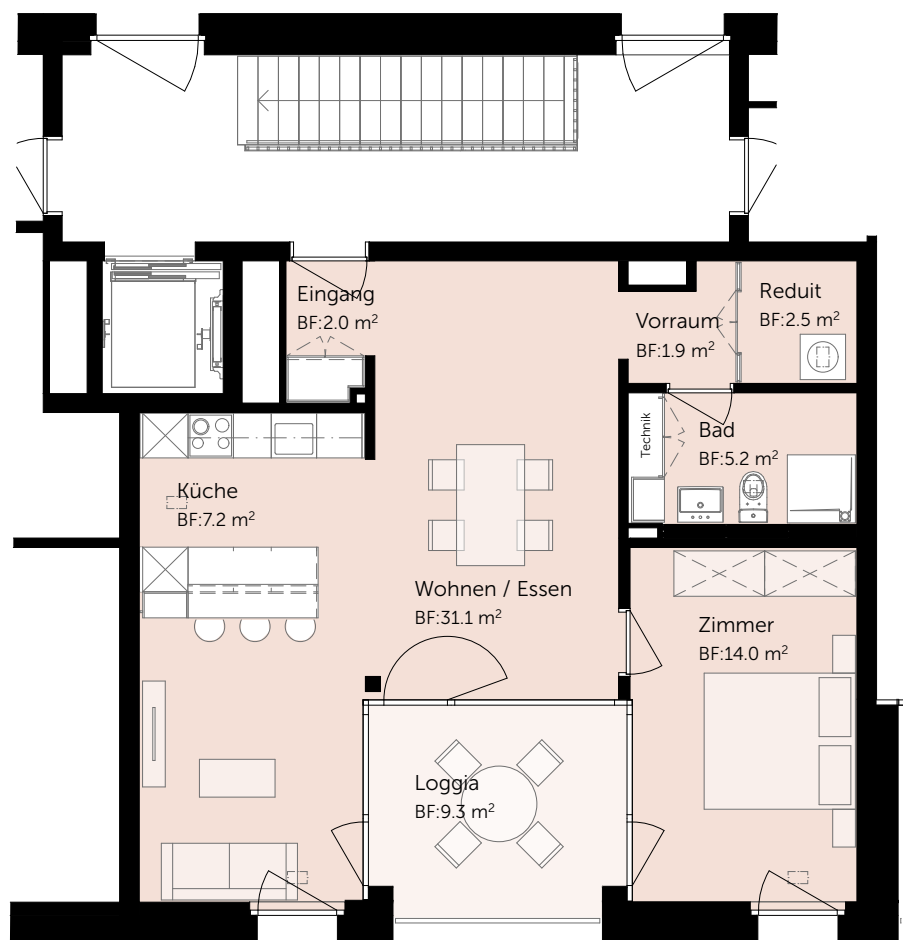 Eingang
BF:2.0 m²
Vorraum
BF:1.9 m²
Reduit
BF:2.5 m²
Technik
Bad
BF:5.2 m²
Küche
BF:7.2 m²
Wohnen / Essen
BF:31.1 m²
Zimmer
BF:14.0 m²
Loggia
BF:9.3 m²